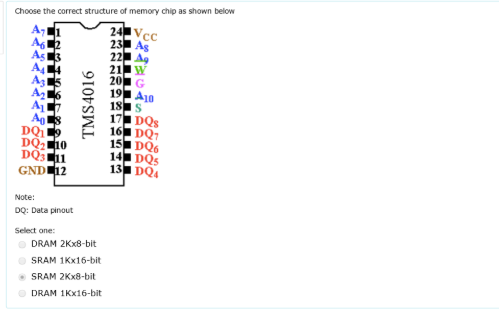 Choose the correct structure of memory chip as shown below
A7 1 24 VCC
A6 2 23 A8
A5 3 22 A9
A4 4 21 W
A3 5 20 G
A2 6 19 A10
A1 7 18 S
A0 8 17 DQ8
DQ1 9 16 DQ7
DQ2 10 15 DQ6
DQ3 11 14 DQ5
GND 12 13 DQ4
TMS4016
Note:
DQ: Data pinout
Select one:
DRAM 2Kx8-bit
SRAM 1Kx16-bit
SRAM 2Kx8-bit
DRAM 1Kx16-bit